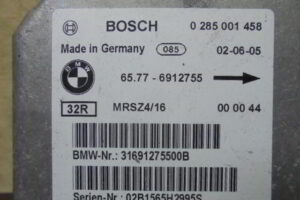 BOSCH 0 285 001 458
Made in Germany 085 02-06-05
BMW
65.77 - 6912755
32R MRSZ4/16 00 00 44
BMW-Nr.: 31691275500B
Serien-Nr.: 02B1565H2995S